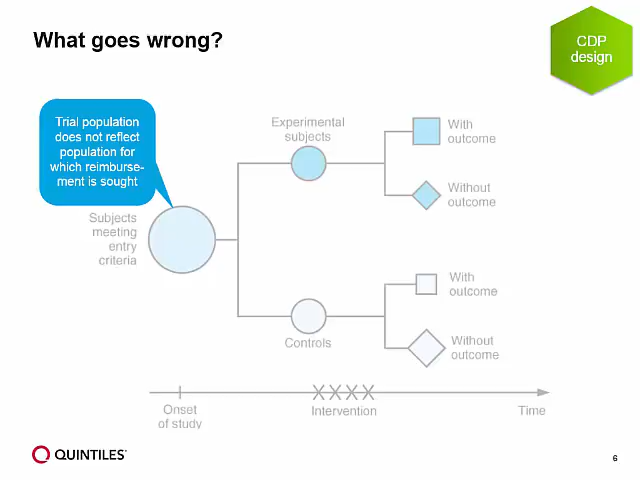 What goes wrong?
CDP
design
Trial population
does not reflect
population for
which reimburse-
ment is sought
Subjects
meeting
entry
criteria
Experimental
subjects
With
outcome
Without
outcome
Controls
With
outcome
Without
outcome
Onset
of study
Intervention
Time
QUINTILES
6